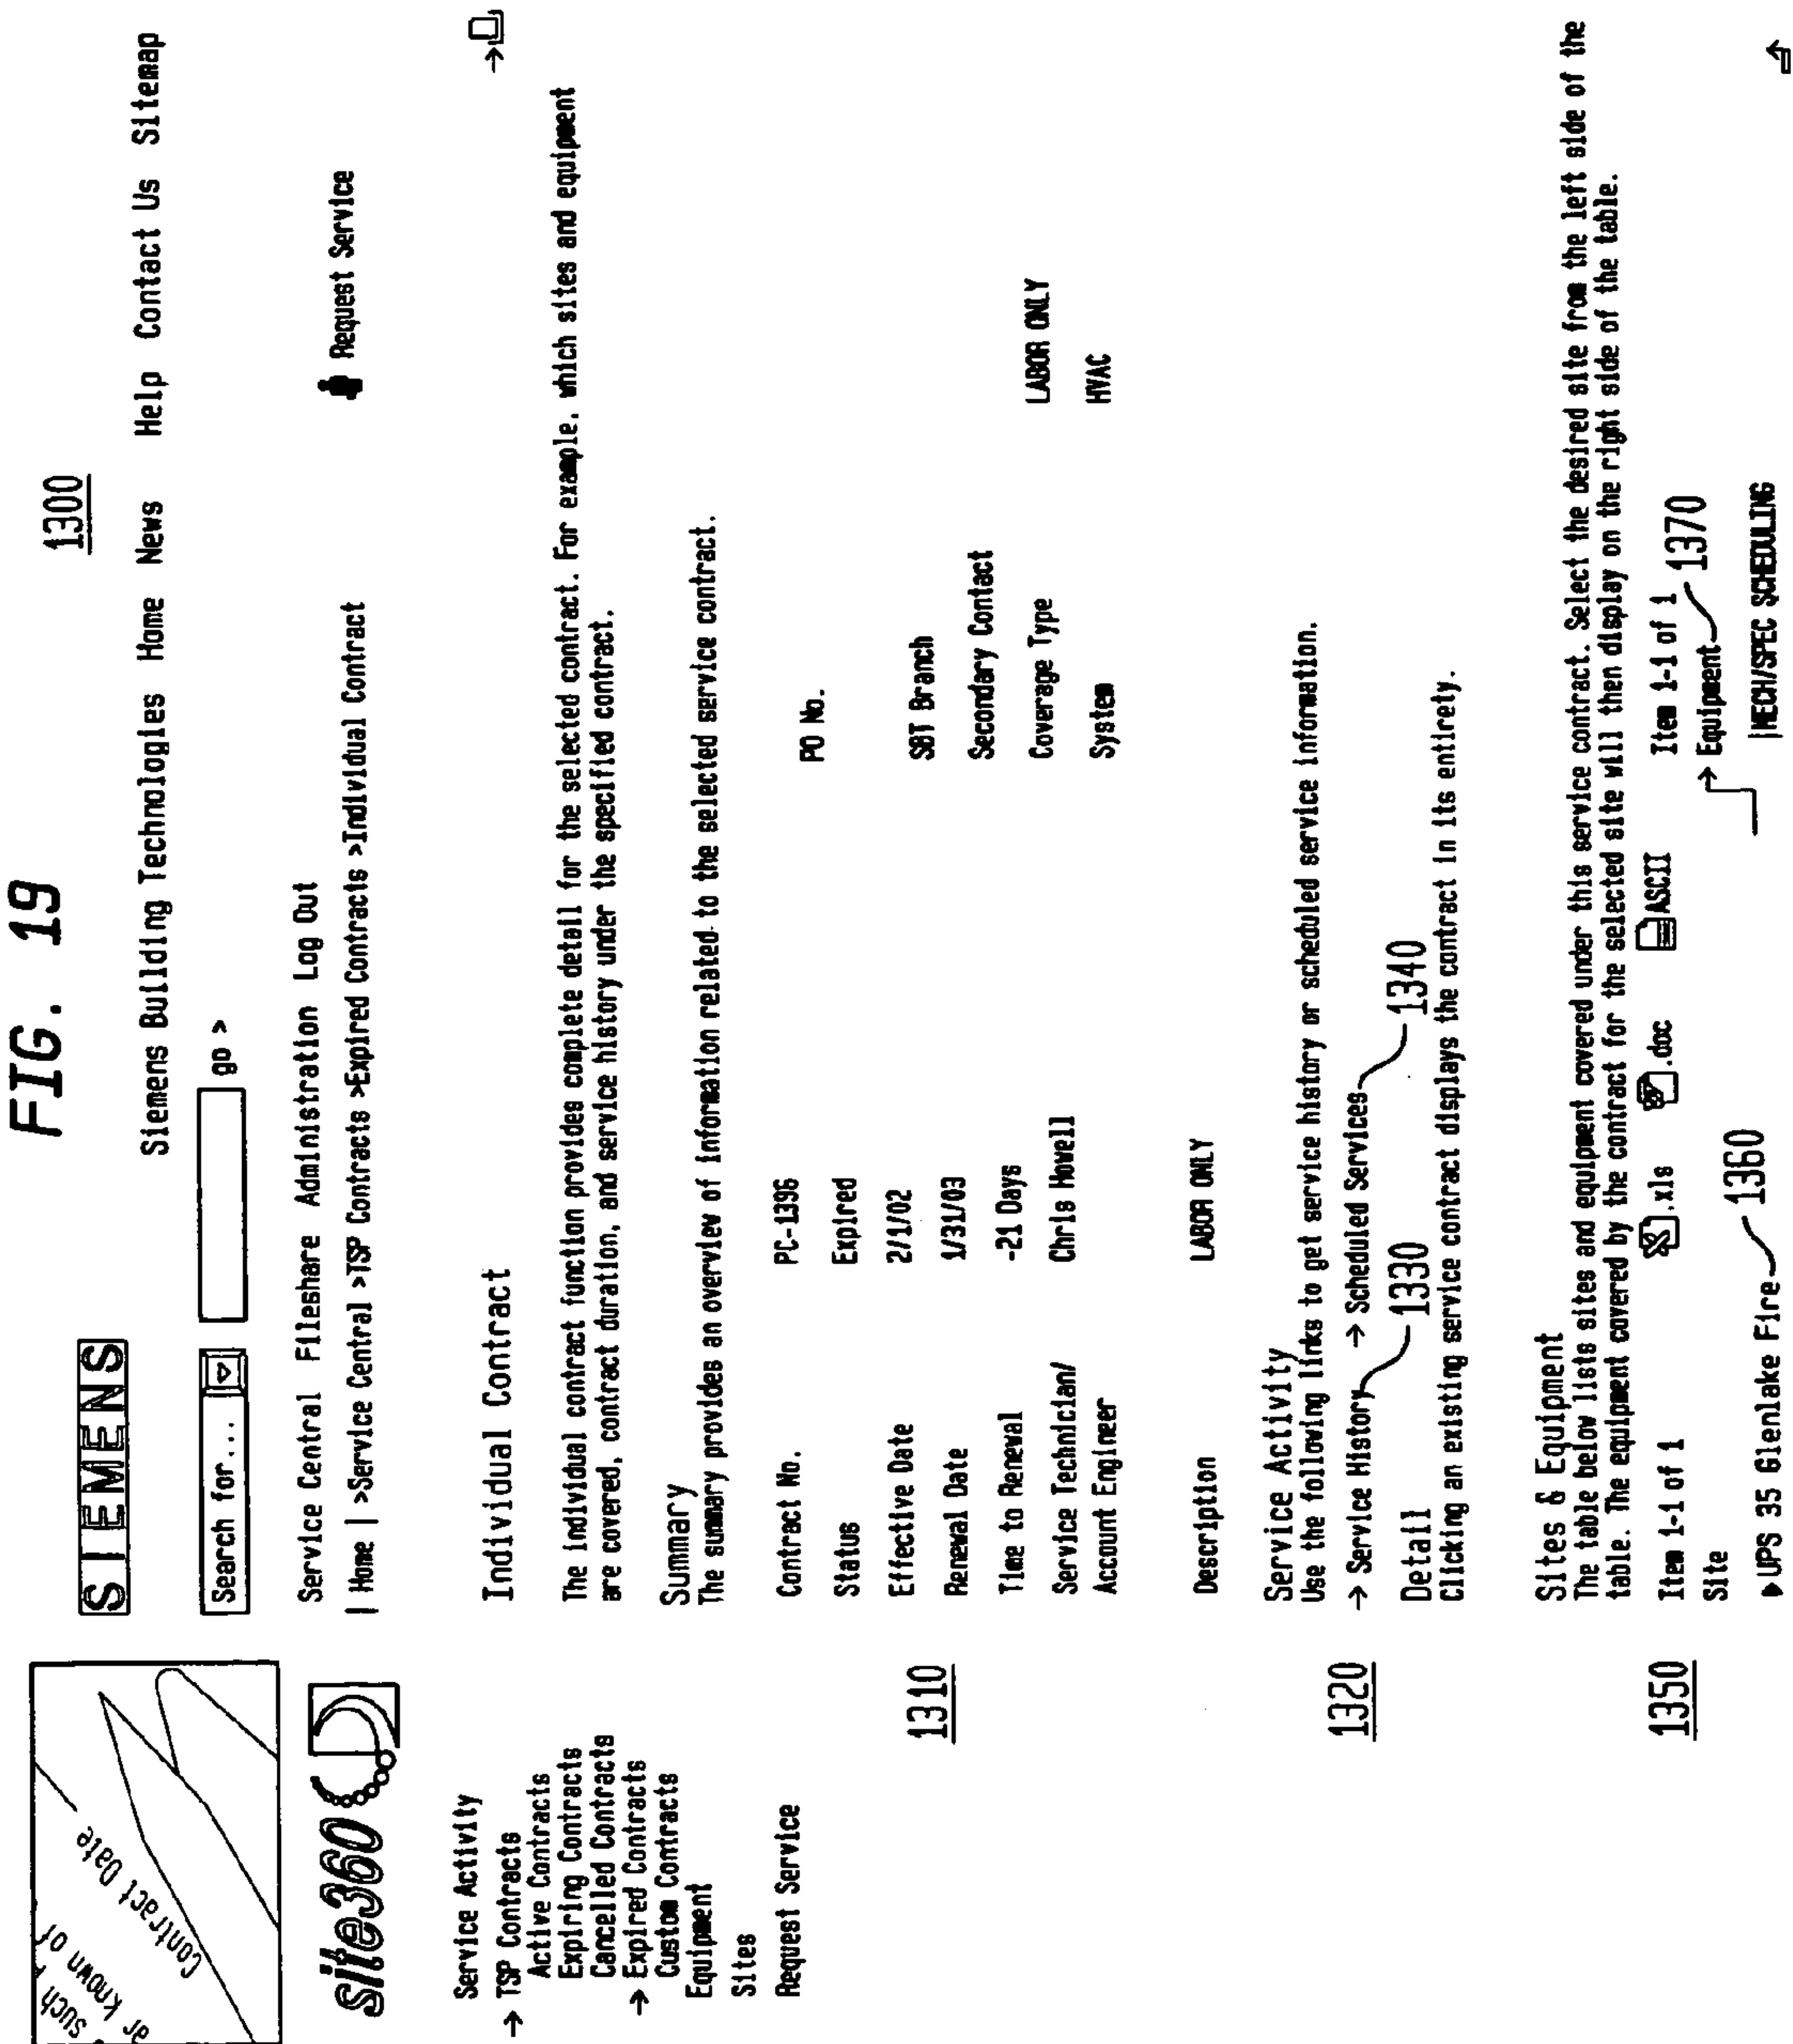 FIG. 19
1300
SIEMENS
Siemens Building Technologies Home News Help Contact Us Sitemap
Search for... go >
such
ar known of
Contract Date
site360
Service Central Fileshare Administration Log Out
| Home | >Service Central >TSP Contracts >Expired Contracts >Individual Contract
Request Service
Service Activity
→ TSP Contracts
Active Contracts
Expiring Contracts
Cancelled Contracts
→ Expired Contracts
Custom Contracts
Equipment
Sites
Request Service
Individual Contract
The individual contract function provides complete detail for the selected contract. For example, which sites and equipment
are covered, contract duration, and service history under the specified contract.
Summary
The summary provides an overview of information related to the selected service contract.
1310
Contract No. PC-1396 PO No.
Status Expired
Effective Date 2/1/02 SBT Branch
Renewal Date 1/31/03 Secondary Contact
Time to Renewal -21 Days Coverage Type LABOR ONLY
Service Technician/ Chris Howell
Account Engineer System HVAC
Description LABOR ONLY
1320
Service Activity
Use the following links to get service history or scheduled service information.
→ Service History 1330 → Scheduled Services 1340
Detail
Clicking an existing service contract displays the contract in its entirety.
Sites & Equipment
The table below lists sites and equipment covered under this service contract. Select the desired site from the left side of the
table. The equipment covered by the contract for the selected site will then display on the right side of the table.
1350
Item 1-1 of 1 .xls .doc ASCII Item 1-1 of 1
Site → Equipment 1370
UPS 35 Glenlake Fire 1360 MECH/SPEC SCHEDULING